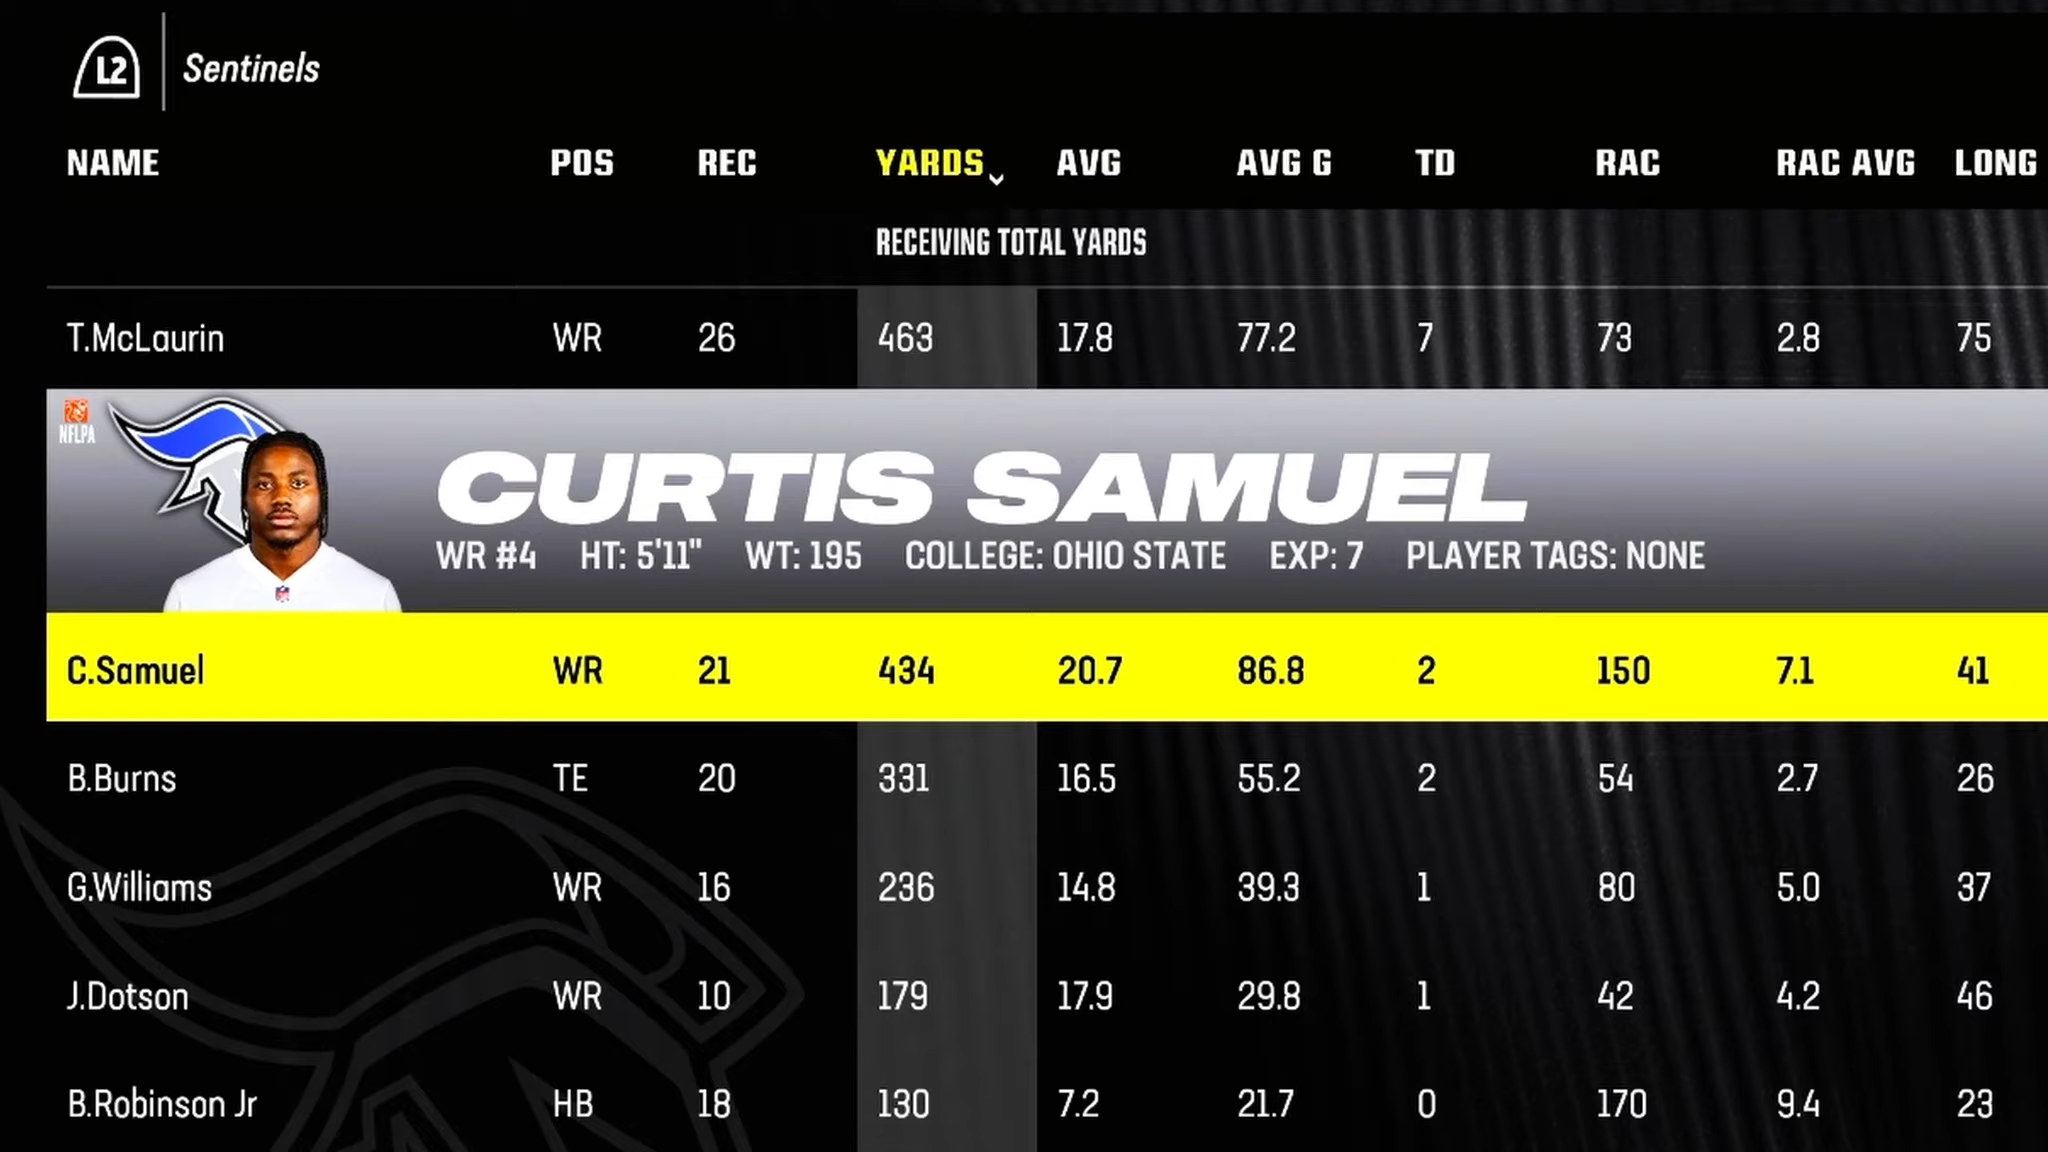 L2 Sentinels
NAME POS REC YARDS AVG AVG G TD RAC RAC AVG LONG
RECEIVING TOTAL YARDS
T.McLaurin WR 26 463 17.8 77.2 7 73 2.8 75
NFLPA
CURTIS SAMUEL
WR #4 HT: 5'11" WT: 195 COLLEGE: OHIO STATE EXP: 7 PLAYER TAGS: NONE
C.Samuel WR 21 434 20.7 86.8 2 150 7.1 41
B.Burns TE 20 331 16.5 55.2 2 54 2.7 26
G.Williams WR 16 236 14.8 39.3 1 80 5.0 37
J.Dotson WR 10 179 17.9 29.8 1 42 4.2 46
B.Robinson Jr HB 18 130 7.2 21.7 0 170 9.4 23